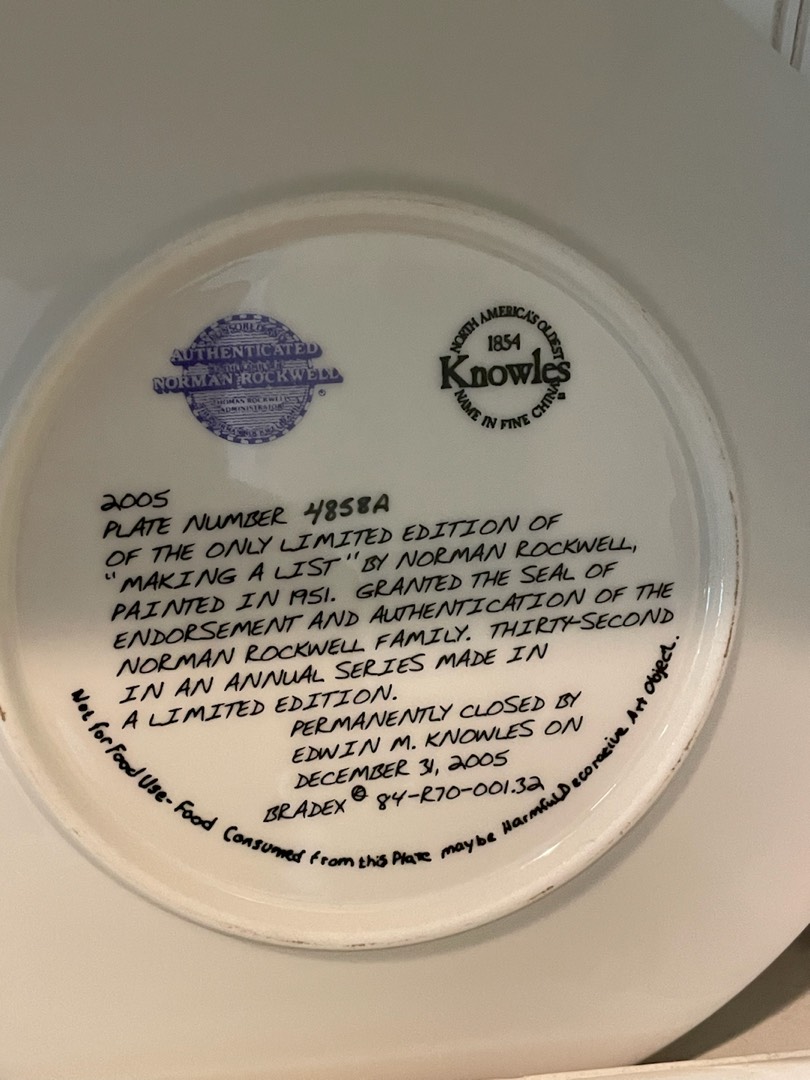 AUTHENTICATED
NORMAN ROCKWELL
NORTH AMERICA'S OLDEST
1854
Knowles
NAME IN FINE CHINA
2005
PLATE NUMBER 4858A
OF THE ONLY LIMITED EDITION OF
"MAKING A LIST" BY NORMAN ROCKWELL,
PAINTED IN 1951. GRANTED THE SEAL OF
ENDORSEMENT AND AUTHENTICATION OF THE
NORMAN ROCKWELL FAMILY. THIRTY-SECOND
IN AN ANNUAL SERIES MADE IN
A LIMITED EDITION.
PERMANENTLY CLOSED BY
EDWIN M. KNOWLES ON
DECEMBER 31, 2005
BRADEX® 84-R70-001.32
Not for Food Use- Food Consumed from this Plate may be Harmful. Decorative Art Object.